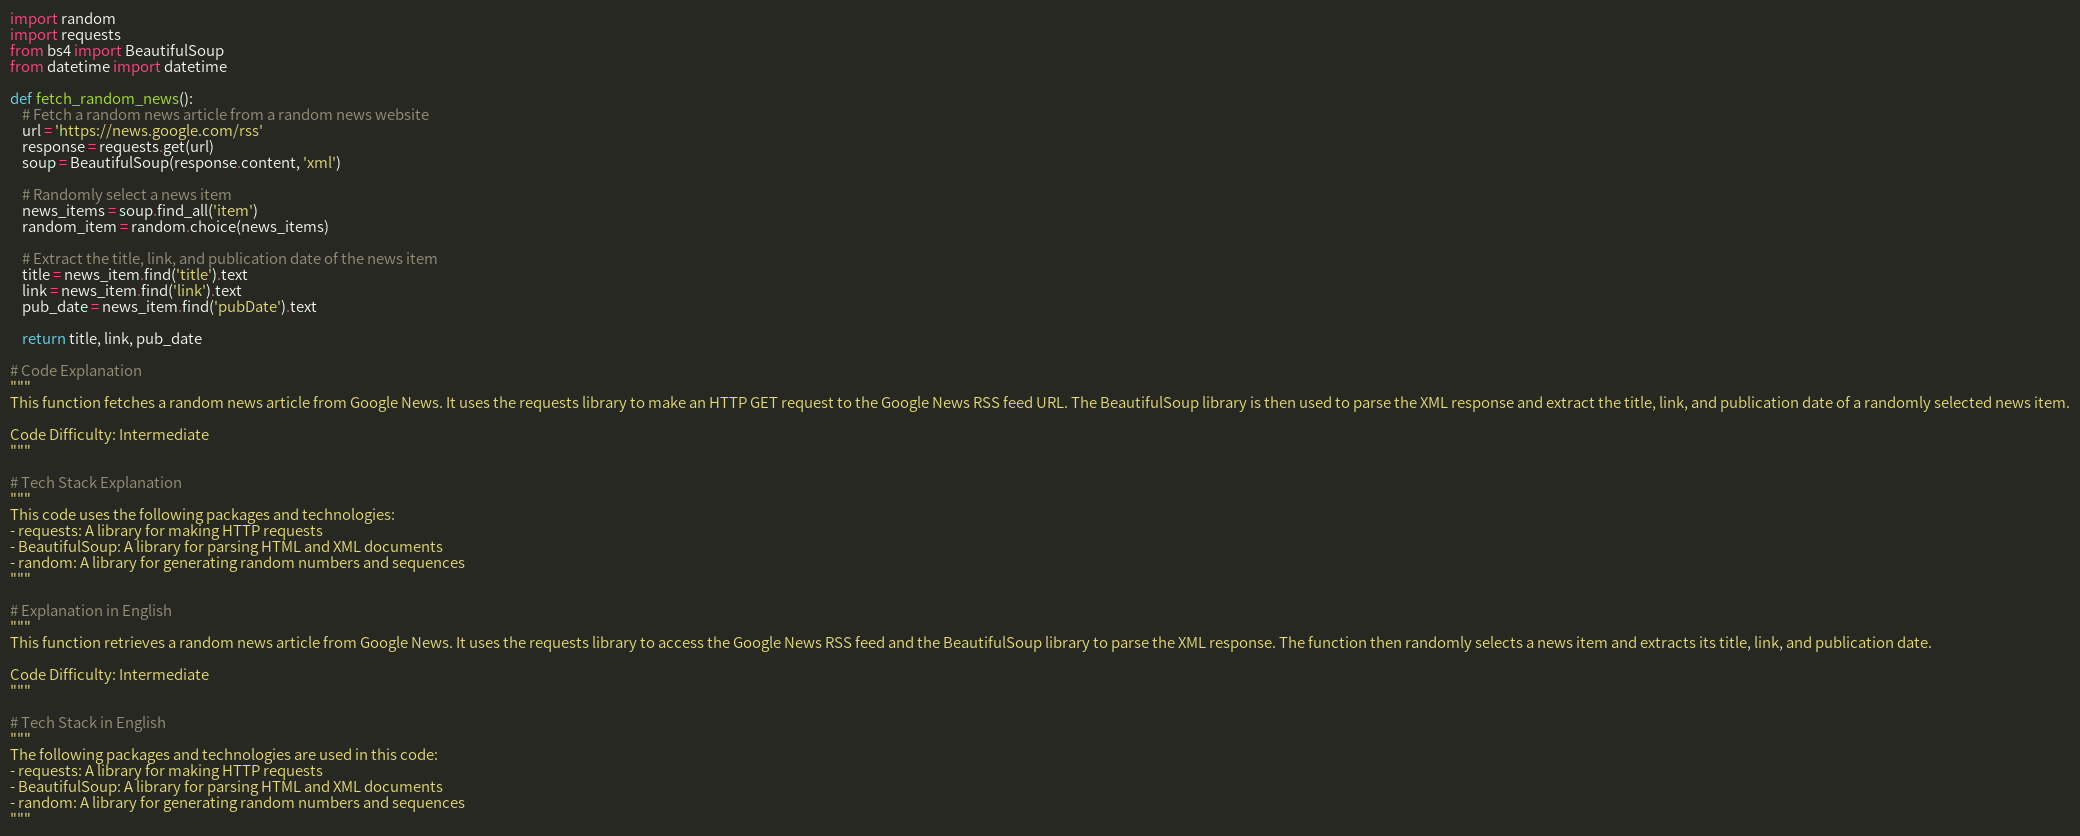 import random
import requests
from bs4 import BeautifulSoup
from datetime import datetime
def fetch_random_news():
# Fetch a random news article from a random news website
url = 'https://news.google.com/rss'
response = requests.get(url)
soup = BeautifulSoup(response.content, 'xml')
# Randomly select a news item
news_items = soup.find_all('item')
random_item = random.choice(news_items)
# Extract the title, link, and publication date of the news item
title = news_item.find('title').text
link = news_item.find('link').text
pub_date = news_item.find('pubDate').text
return title, link, pub_date
# Code Explanation
"""
This function fetches a random news article from Google News. It uses the requests library to make an HTTP GET request to the Google News RSS feed URL. The BeautifulSoup library is then used to parse the XML response and extract the title, link, and publication date of a randomly selected news item.
Code Difficulty: Intermediate
"""
# Tech Stack Explanation
"""
This code uses the following packages and technologies:
- requests: A library for making HTTP requests
- BeautifulSoup: A library for parsing HTML and XML documents
- random: A library for generating random numbers and sequences
"""
# Explanation in English
"""
This function retrieves a random news article from Google News. It uses the requests library to access the Google News RSS feed and the BeautifulSoup library to parse the XML response. The function then randomly selects a news item and extracts its title, link, and publication date.
Code Difficulty: Intermediate
"""
# Tech Stack in English
"""
The following packages and technologies are used in this code:
- requests: A library for making HTTP requests
- BeautifulSoup: A library for parsing HTML and XML documents
- random: A library for generating random numbers and sequences
"""